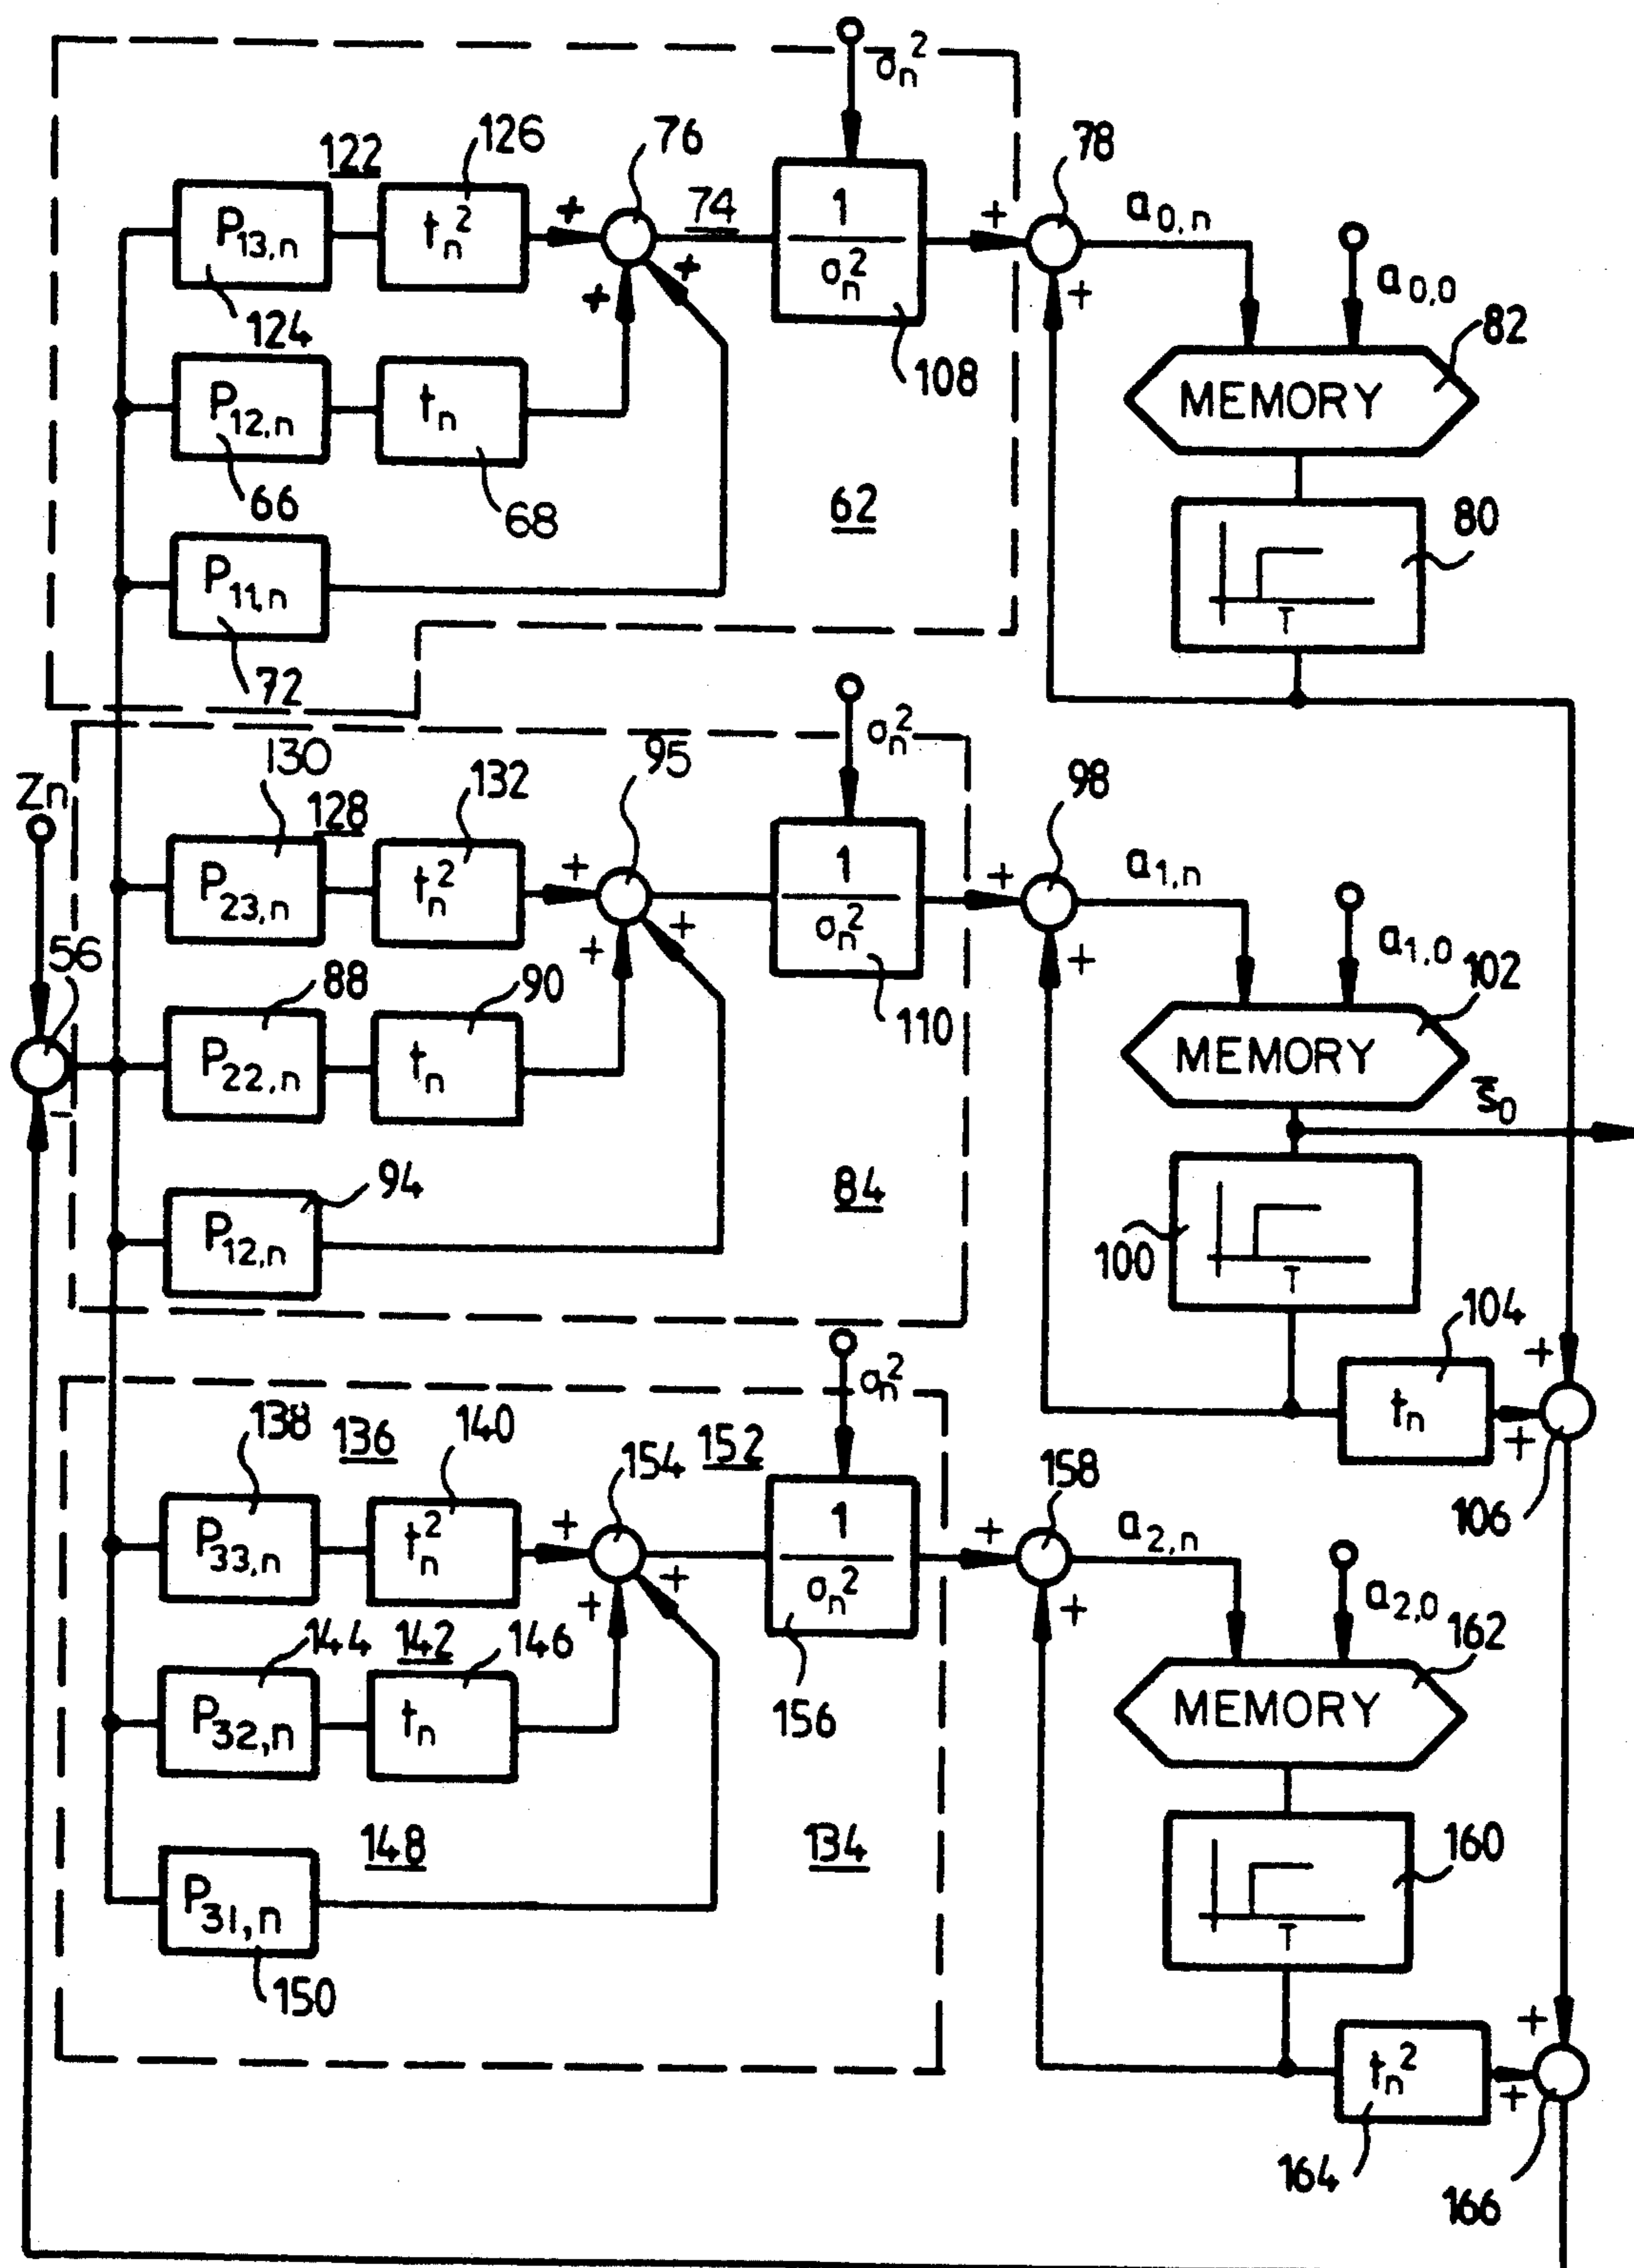 σ̄n²
122
126
76
74
78
P13,n
tn²
+
1
σn²
+
a0,n
a0,0
124
+
+
+
108
82
P12,n
tn
MEMORY
66
68
62
80
P11,n
T
72
σn²
130
95
98
Zn
128
132
P23,n
tn²
+
1
σn²
+
a1,n
a1,0
102
56
88
90
+
+
+
110
P22,n
tn
MEMORY
s̄0
-
94
84
P12,n
100
T
104
σn²
+
tn
+
106
138
136
140
154
152
158
P33,n
tn²
+
1
σn²
+
a2,n
a2,0
+
+
+
144
142
146
156
162
P32,n
tn
MEMORY
148
134
160
P31,n
T
150
+
tn²
+
164
166